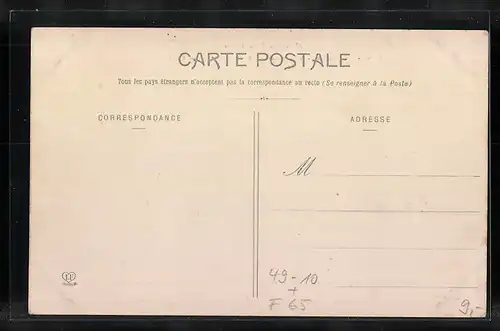 CARTE POSTALE
Tous les pays étrangers n'acceptent pas la correspondance au recto (Se renseigner à la Poste)
CORRESPONDANCE
ADRESSE
M
49-10
+
F 65
9,-